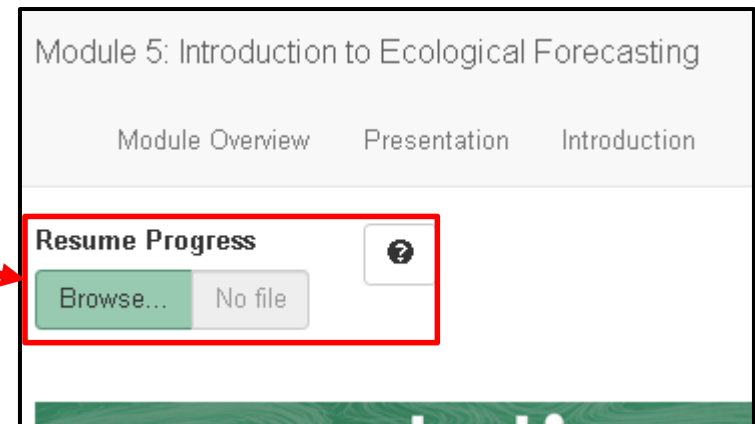 Module 5: Introduction to Ecological Forecasting
Module Overview Presentation Introduction
Resume Progress
?
Browse... No file